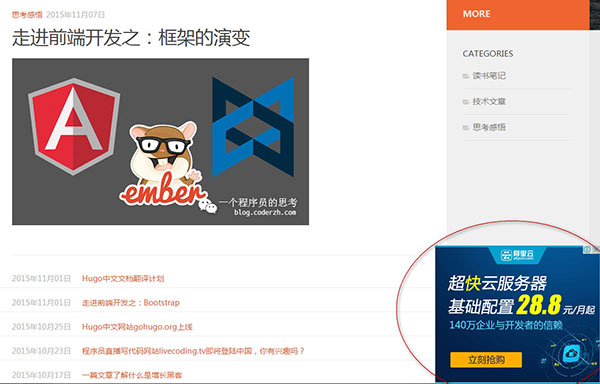 思考感悟 2015年11月07日
走进前端开发之：框架的演变
A
ember
一个程序员的思考
blog.coderzh.com
2015年11月01日 Hugo中文文档翻译计划
2015年11月01日 走进前端开发之：Bootstrap
2015年10月25日 Hugo中文网站gohugo.org上线
2015年10月23日 程序员直播写代码网站livecoding.tv即将登陆中国，你有兴趣吗？
2015年10月17日 一篇文章了解什么是增长黑客
MORE
CATEGORIES
读书笔记
技术文章
思考感悟
阿里云
aliyun.com
超快云服务器
基础配置 28.8 元/月起
140万企业与开发者的信赖
立刻抢购